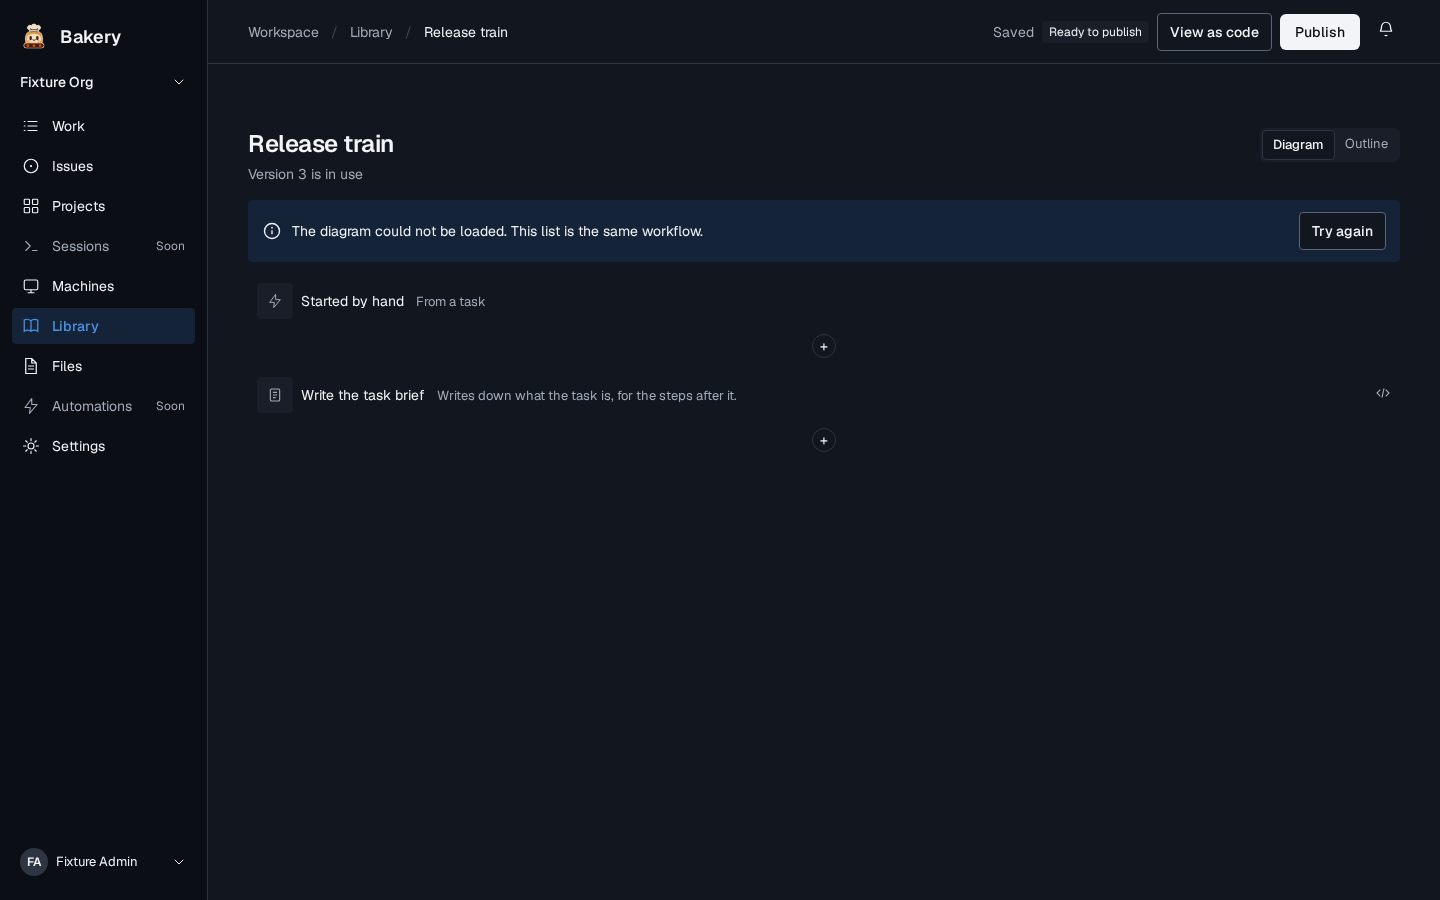 Bakery
Fixture Org
Work
Issues
Projects
Sessions Soon
Machines
Library
Files
Automations Soon
Settings
FA Fixture Admin
Workspace / Library / Release train
Saved Ready to publish View as code Publish
Release train
Version 3 is in use
Diagram Outline
The diagram could not be loaded. This list is the same workflow. Try again
Started by hand From a task
+
Write the task brief Writes down what the task is, for the steps after it.
+